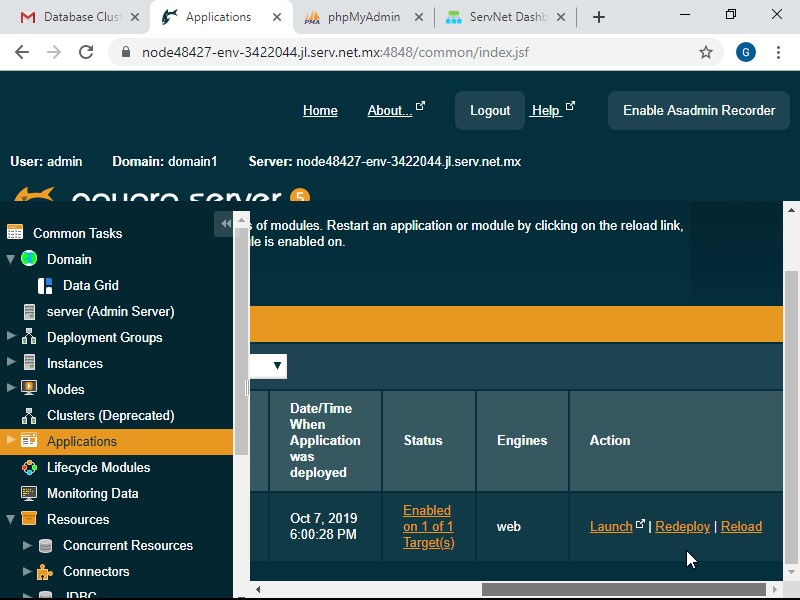 Database Clust
Applications
phpMyAdmin
ServNet Dashb
node48427-env-3422044.jl.serv.net.mx:4848/common/index.jsf
G
Home
About...
Logout
Help
Enable Asadmin Recorder
User: admin
Domain: domain1
Server: node48427-env-3422044.jl.serv.net.mx
payara server 5
s of modules. Restart an application or module by clicking on the reload link,
le is enabled on.
Common Tasks
Domain
Data Grid
server (Admin Server)
Deployment Groups
Instances
Nodes
Clusters (Deprecated)
Applications
Lifecycle Modules
Monitoring Data
Resources
Concurrent Resources
Connectors
JDBC
Date/Time
When
Application
was
deployed
Status
Engines
Action
Oct 7, 2019
6:00:28 PM
Enabled
on 1 of 1
Target(s)
web
Launch | Redeploy | Reload